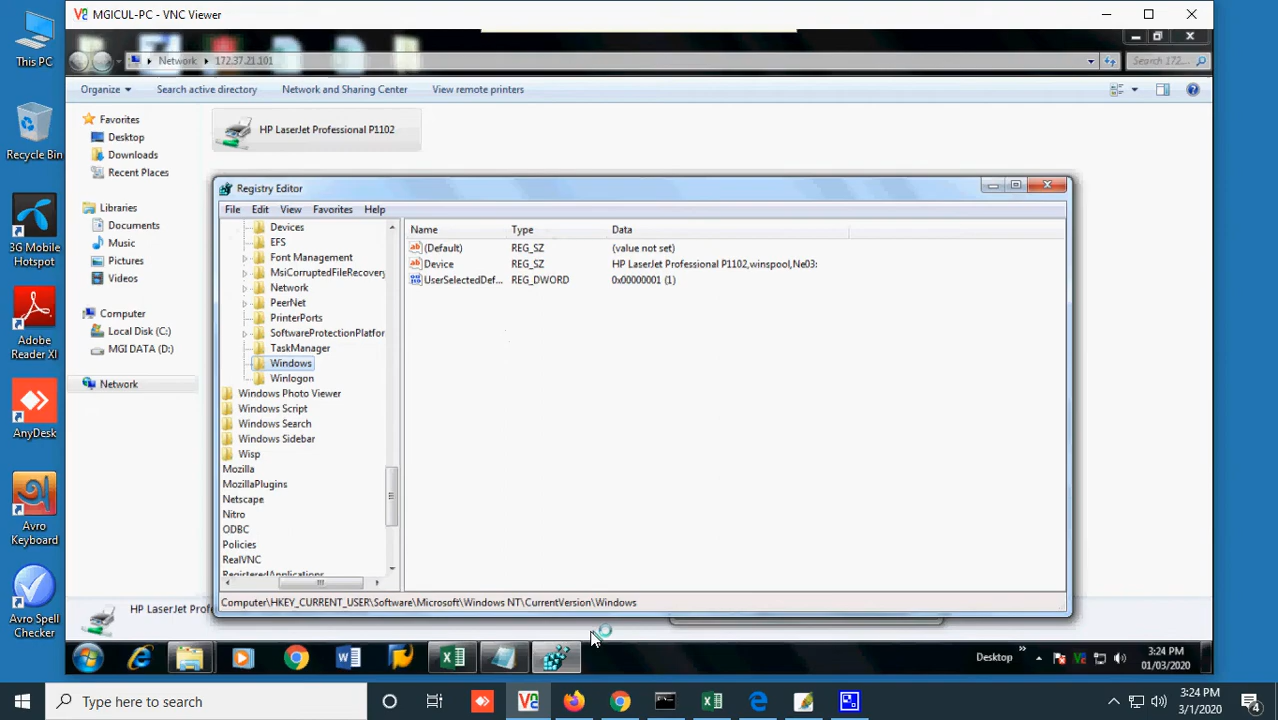 MGICUL-PC - VNC Viewer
This PC
Recycle Bin
3G Mobile
Hotspot
Adobe
Reader XI
AnyDesk
Avro
Keyboard
Avro Spell
Checker
Network
172.37.21.101
Search 172...
Organize
Search active directory
Network and Sharing Center
View remote printers
Favorites
Desktop
Downloads
Recent Places
Libraries
Documents
Music
Pictures
Videos
Computer
Local Disk (C:)
MGI DATA (D:)
Network
HP LaserJet Professional P1102
Registry Editor
File Edit View Favorites Help
Devices
EFS
Font Management
MsiCorruptedFileRecovery
Network
PeerNet
PrinterPorts
SoftwareProtectionPlatfor
TaskManager
Windows
Winlogon
Windows Photo Viewer
Windows Script
Windows Search
Windows Sidebar
Wisp
Mozilla
MozillaPlugins
Netscape
Nitro
ODBC
Policies
RealVNC
RegisteredApplications
Name Type Data
(Default) REG_SZ (value not set)
Device REG_SZ HP LaserJet Professional P1102,winspool,Ne03:
UserSelectedDef... REG_DWORD 0x00000001 (1)
Computer\HKEY_CURRENT_USER\Software\Microsoft\Windows NT\CurrentVersion\Windows
HP LaserJet Prof
Desktop
3:24 PM
01/03/2020
Type here to search
3:24 PM
3/1/2020
4